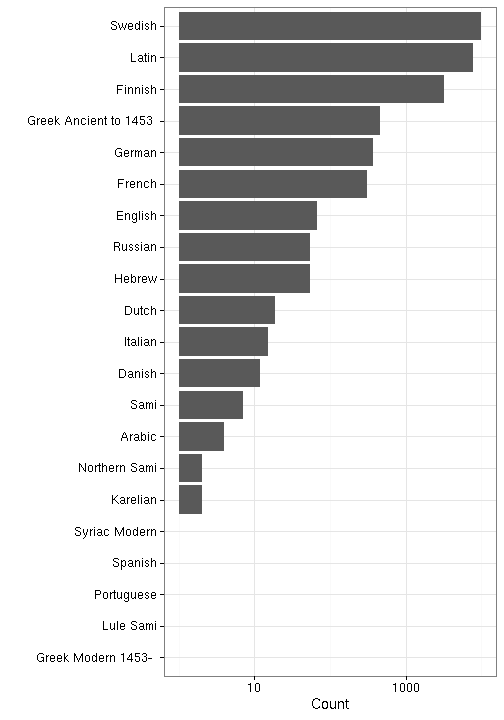 Swedish
Latin
Finnish
Greek Ancient to 1453
German
French
English
Russian
Hebrew
Dutch
Italian
Danish
Sami
Arabic
Northern Sami
Karelian
Syriac Modern
Spanish
Portuguese
Lule Sami
Greek Modern 1453-
10 1000
Count